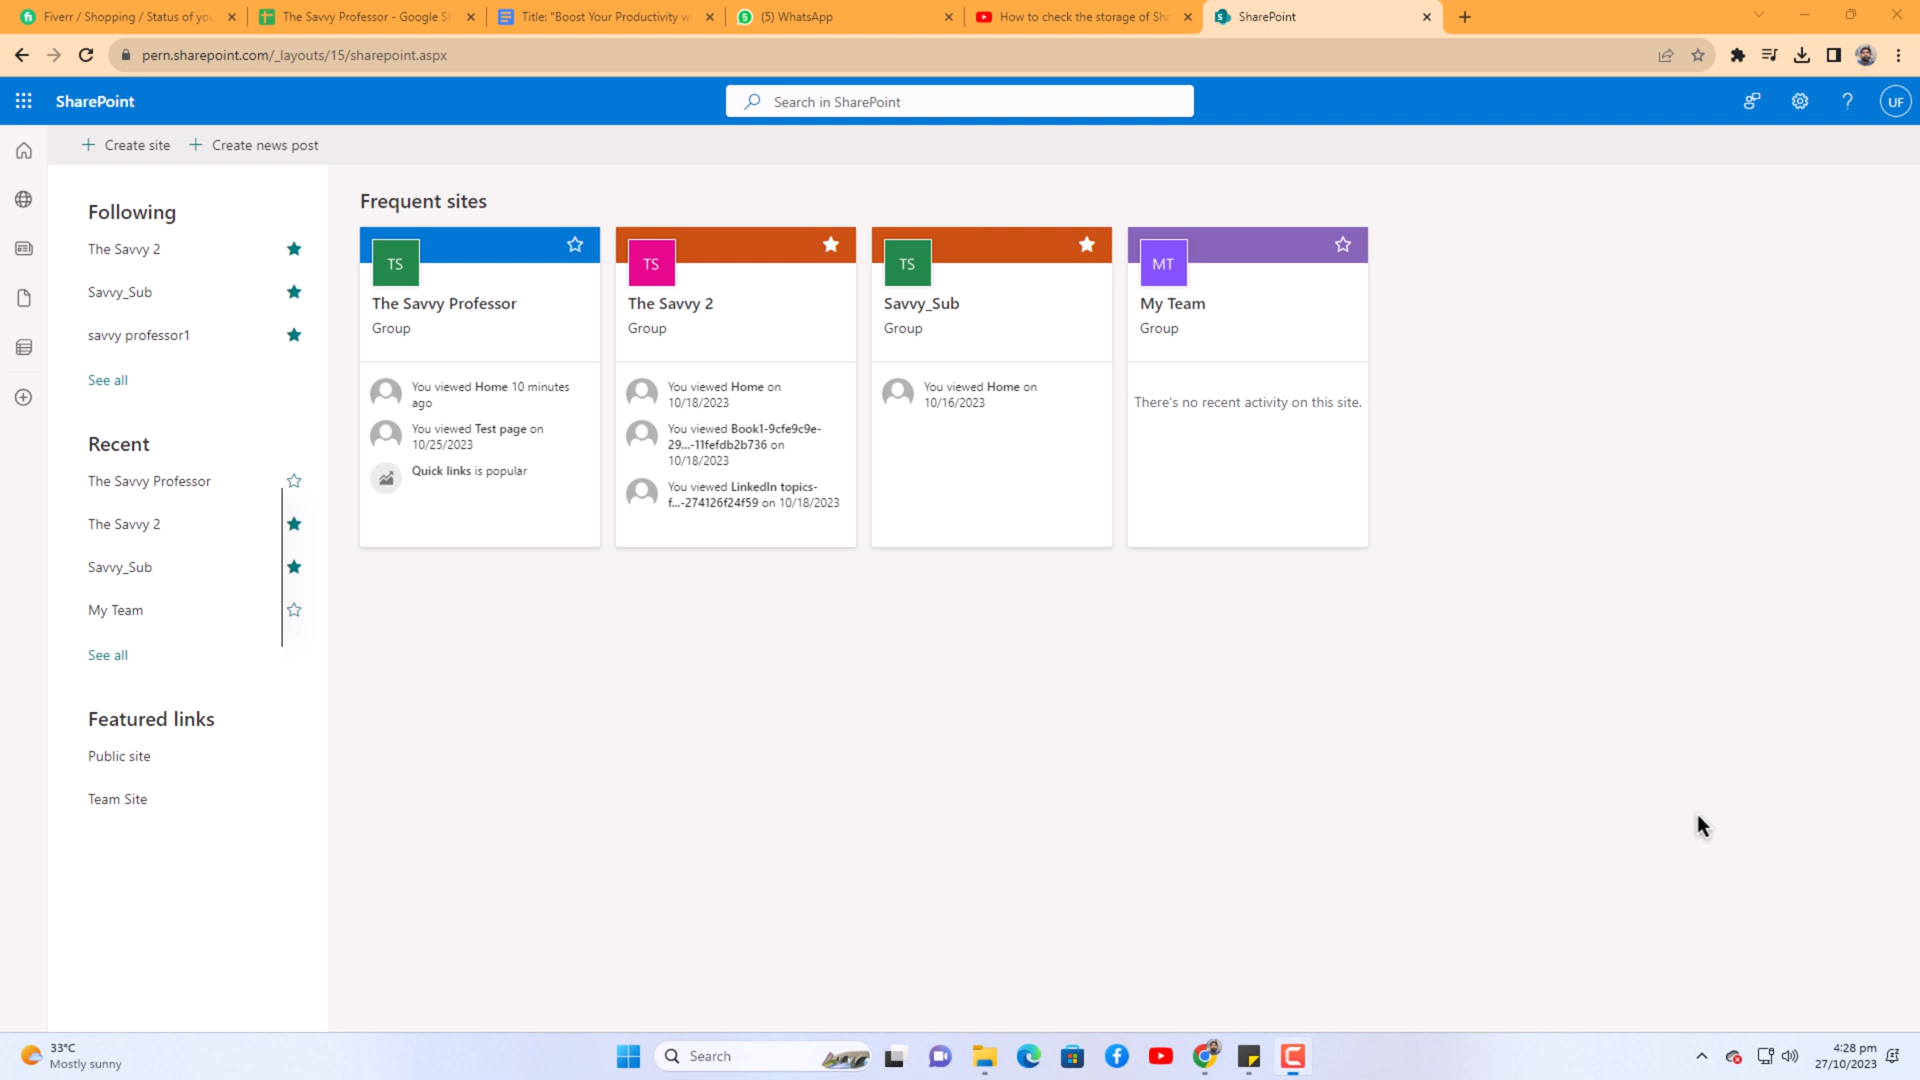 Fiverr / Shopping / Status of yo
The Savvy Professor - Google S
Title: "Boost Your Productivity w
(5) WhatsApp
How to check the storage of Sh
SharePoint
pern.sharepoint.com/_layouts/15/sharepoint.aspx
SharePoint
Search in SharePoint
UF
Create site
Create news post
Following
The Savvy 2
Savvy_Sub
savvy professor1
See all
Recent
The Savvy Professor
The Savvy 2
Savvy_Sub
My Team
See all
Featured links
Public site
Team Site
Frequent sites
TS
The Savvy Professor
Group
You viewed Home 10 minutes
ago
You viewed Test page on
10/25/2023
Quick links is popular
TS
The Savvy 2
Group
You viewed Home on
10/18/2023
You viewed Book1-9cfe9c9e-
29...-11fefdb2b736 on
10/18/2023
You viewed LinkedIn topics-
f...-274126f24f59 on 10/18/2023
TS
Savvy_Sub
Group
You viewed Home on
10/16/2023
MT
My Team
Group
There's no recent activity on this site.
33°C
Mostly sunny
Search
4:28 pm
27/10/2023